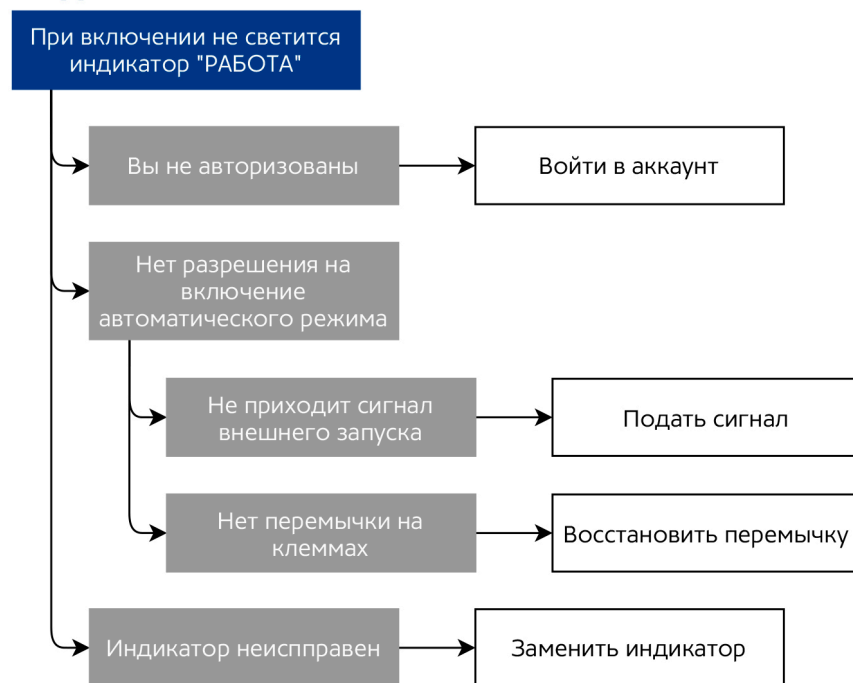 При включении не светится
индикатор "РАБОТА"
Вы не авторизованы
Войти в аккаунт
Нет разрешения на
включение
автоматического режима
Не приходит сигнал
внешнего запуска
Подать сигнал
Нет перемычки на
клеммах
Восстановить перемычку
Индикатор неиспправен
Заменить индикатор